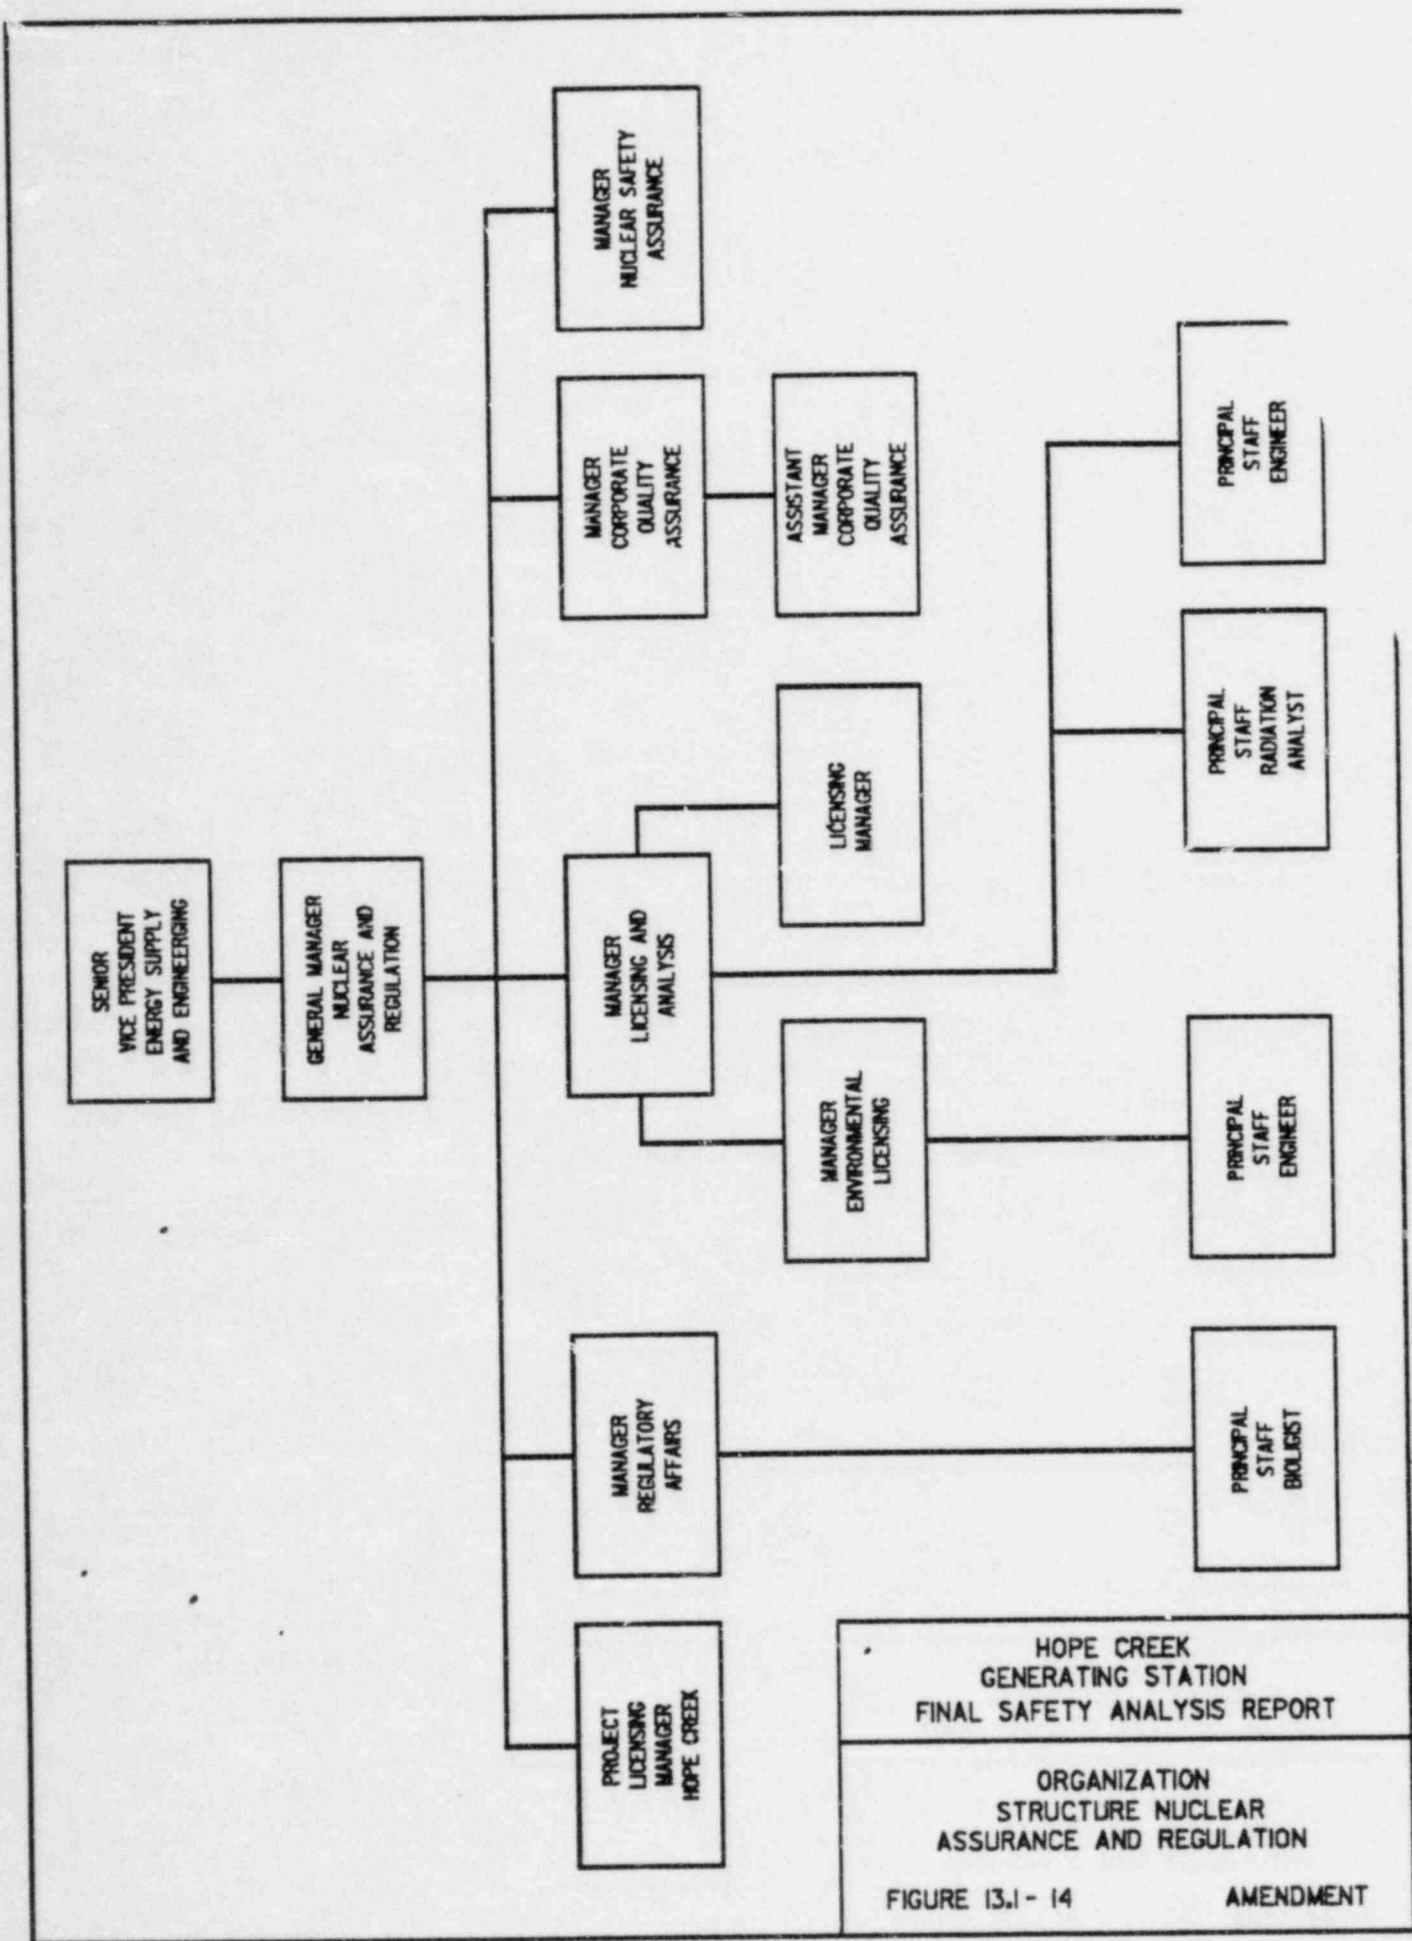 SENIOR
VICE PRESIDENT
ENERGY SUPPLY
AND ENGINEERGING
GENERAL MANAGER
NUCLEAR
ASSURANCE AND
REGULATION
PROJECT
LICENSING
MANAGER
HOPE CREEK
MANAGER
REGULATORY
AFFAIRS
MANAGER
LICENSING AND
ANALYSIS
MANAGER
CORPORATE
QUALITY
ASSURANCE
MANAGER
NUCLEAR SAFETY
ASSURANCE
MANAGER
ENVIRONMENTAL
LICENSING
LICENSING
MANAGER
ASSISTANT
MANAGER
CORPORATE
QUALITY
ASSURANCE
PRINCIPAL
STAFF
BIOLIGIST
PRINCIPAL
STAFF
ENGINEER
PRINCIPAL
STAFF
RADIATION
ANALYST
PRINCIPAL
STAFF
ENGINEER
HOPE CREEK
GENERATING STATION
FINAL SAFETY ANALYSIS REPORT
ORGANIZATION
STRUCTURE NUCLEAR
ASSURANCE AND REGULATION
FIGURE 13.1 - 14 AMENDMENT